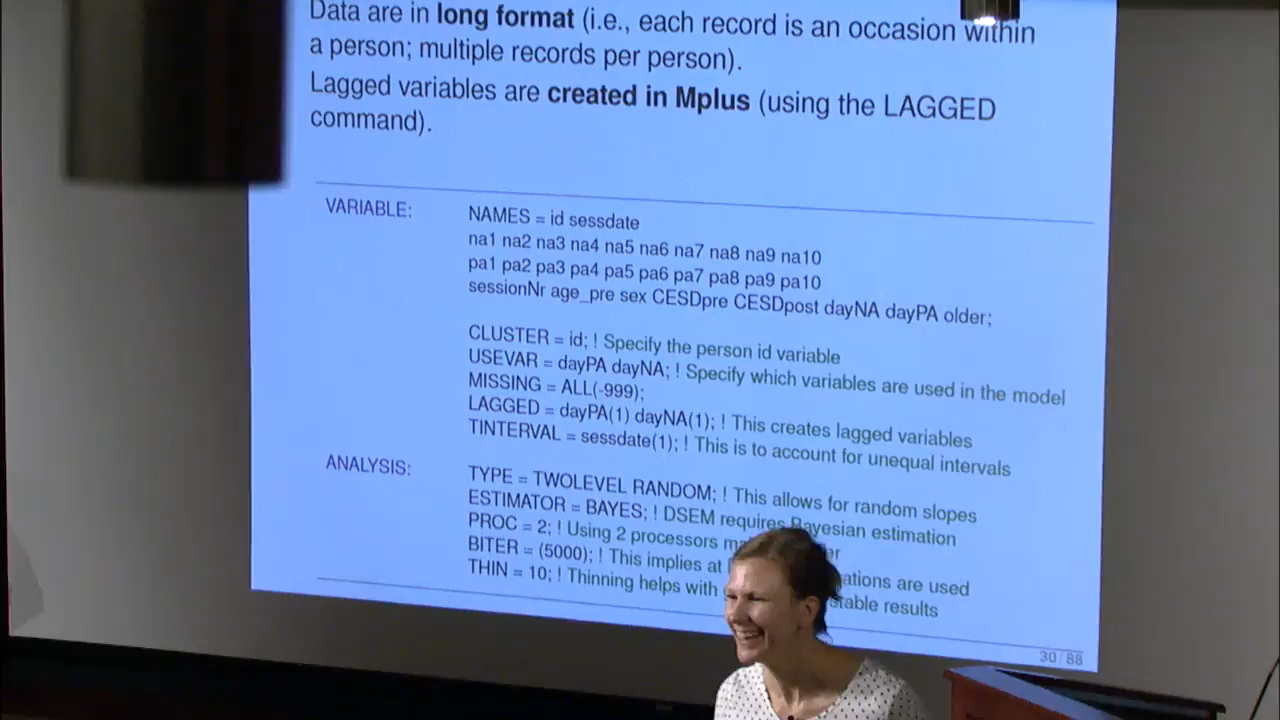 Data are in long format (i.e., each record is an occasion within
a person; multiple records per person).
Lagged variables are created in Mplus (using the LAGGED
command).
VARIABLE: NAMES = id sessdate
na1 na2 na3 na4 na5 na6 na7 na8 na9 na10
pa1 pa2 pa3 pa4 pa5 pa6 pa7 pa8 pa9 pa10
sessionNr age_pre sex CESDpre CESDpost dayNA dayPA older;
CLUSTER = id; ! Specify the person id variable
USEVAR = dayPA dayNA; ! Specify which variables are used in the model
MISSING = ALL(-999);
LAGGED = dayPA(1) dayNA(1); ! This creates lagged variables
TINTERVAL = sessdate(1); ! This is to account for unequal intervals
ANALYSIS: TYPE = TWOLEVEL RANDOM; ! This allows for random slopes
ESTIMATOR = BAYES; ! DSEM requires Bayesian estimation
PROC = 2; ! Using 2 processors
BITER = (5000); ! This implies at are used
THIN = 10; ! Thinning helps with stable results
30 / 88